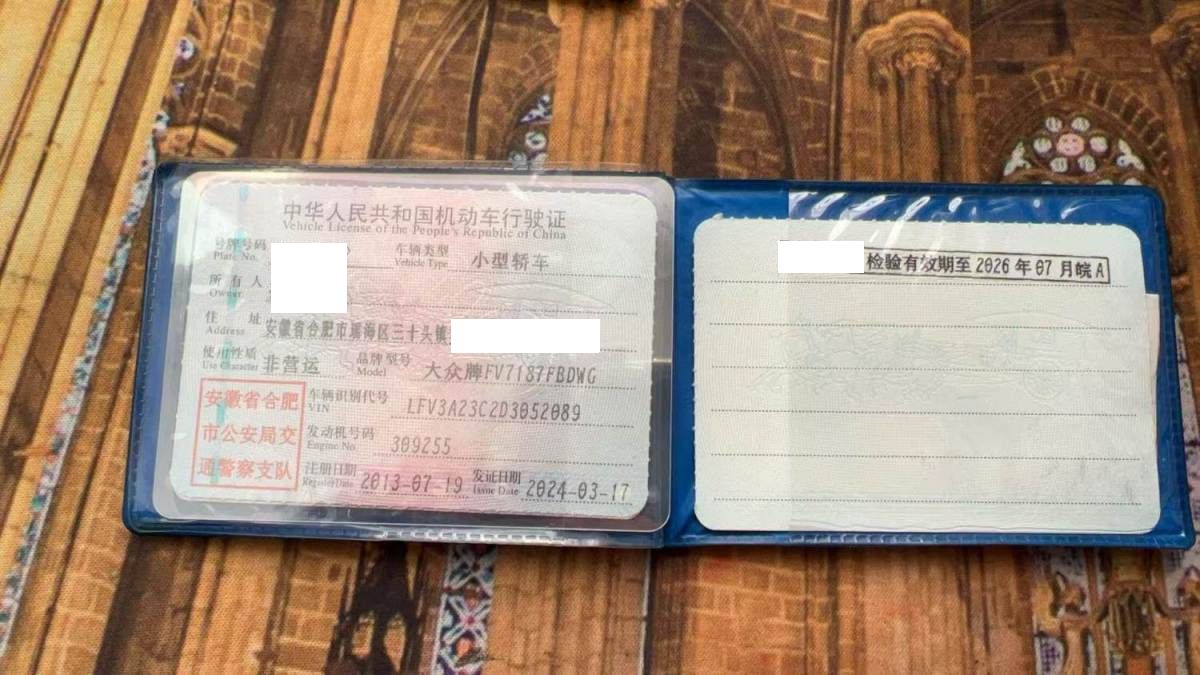 中华人民共和国机动车行驶证
Vehicle License of the People's Republic of China
号牌号码
Plate No.
车辆类型 小型轿车
Vehicle Type
所有人
Owner
住址 安徽省合肥市瑶海区三十头镇
Address
使用性质 非营运
Use Character
品牌型号 大众牌FV7187FBDWG
Model
安徽省合肥
市公安局交
通警察支队
车辆识别代号 LFV3A23C2D3052089
VIN
发动机号码 309255
Engine No.
注册日期 2013-07-19
Register Date
发证日期 2024-03-17
Issue Date
检验有效期至 2026 年 07 月皖 A